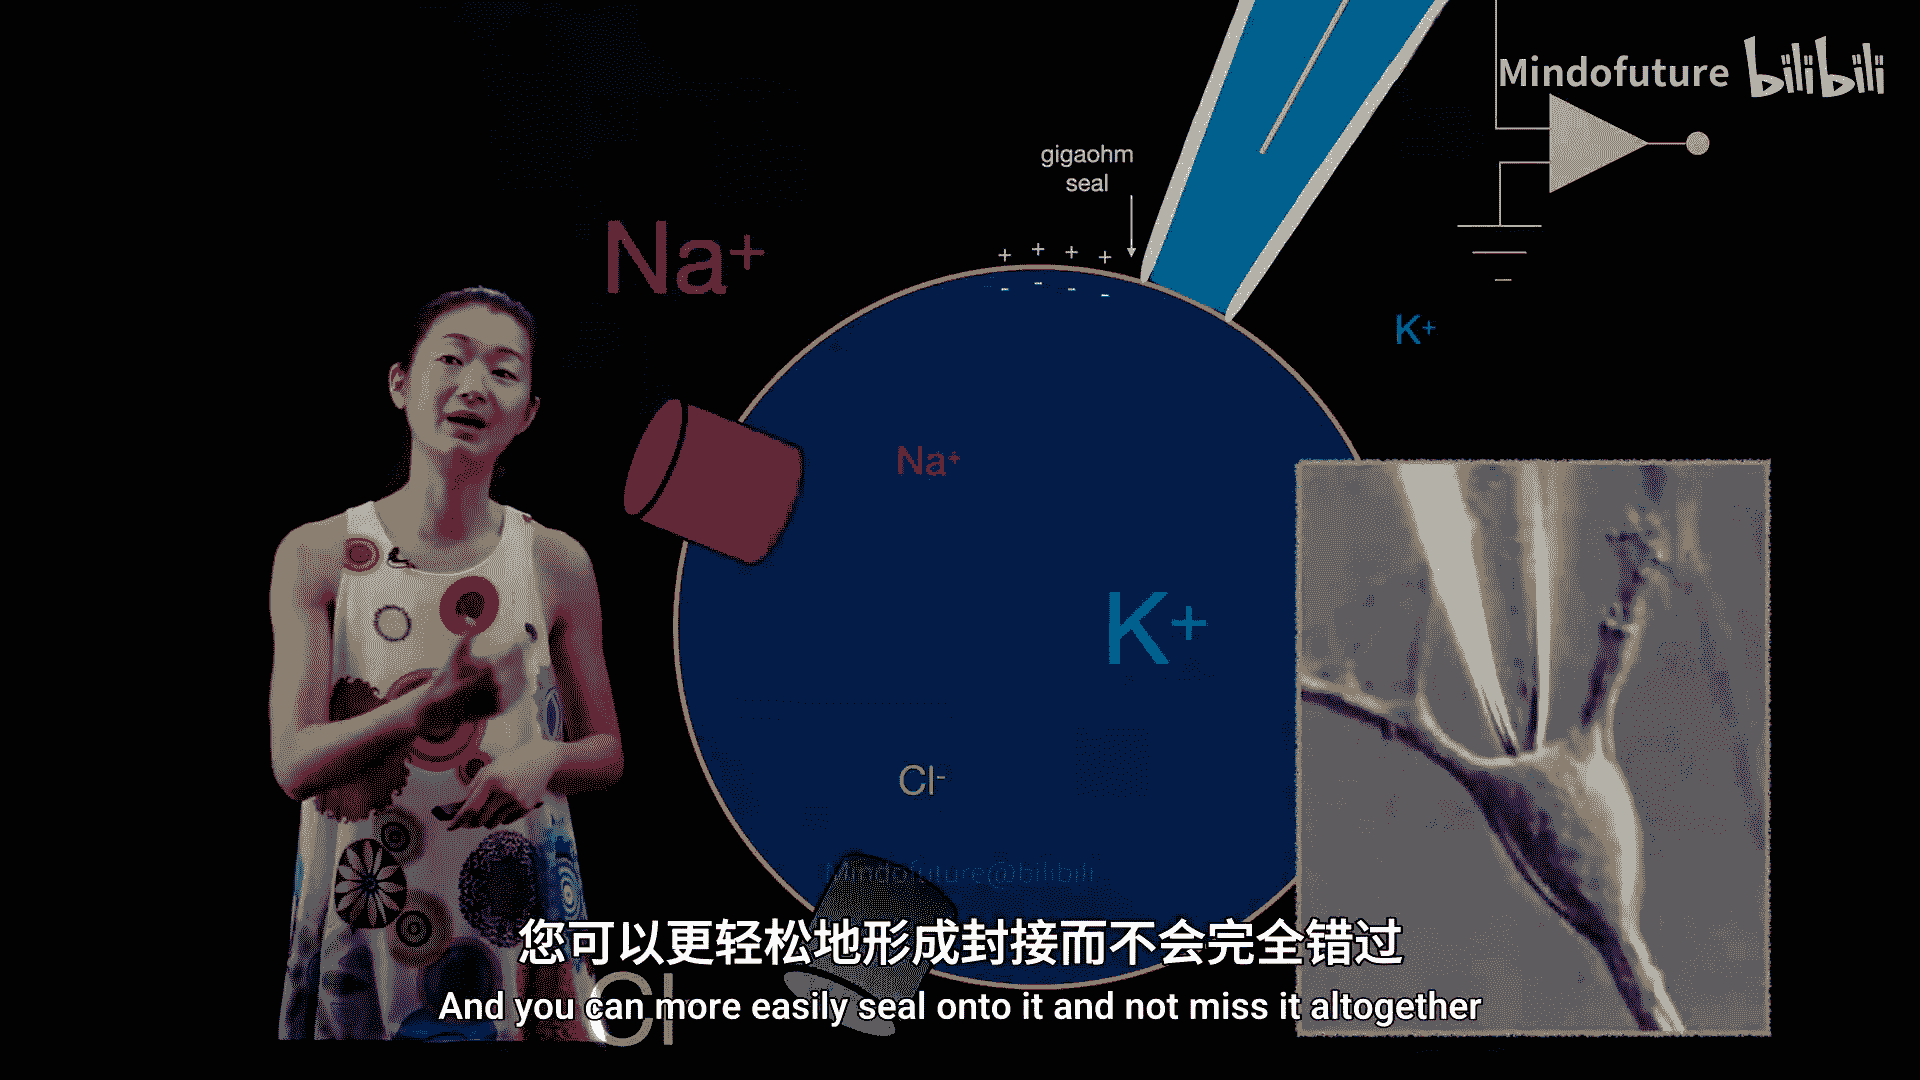 Mindofuture bilibili
gigaohm
seal
+ + + +
- - - -
Na+
K+
Na+
K+
Cl-
Mindofuture@bilibili
您可以更轻松地形成封接而不会完全错过
Cl
And you can more easily seal onto it and not miss it altogether